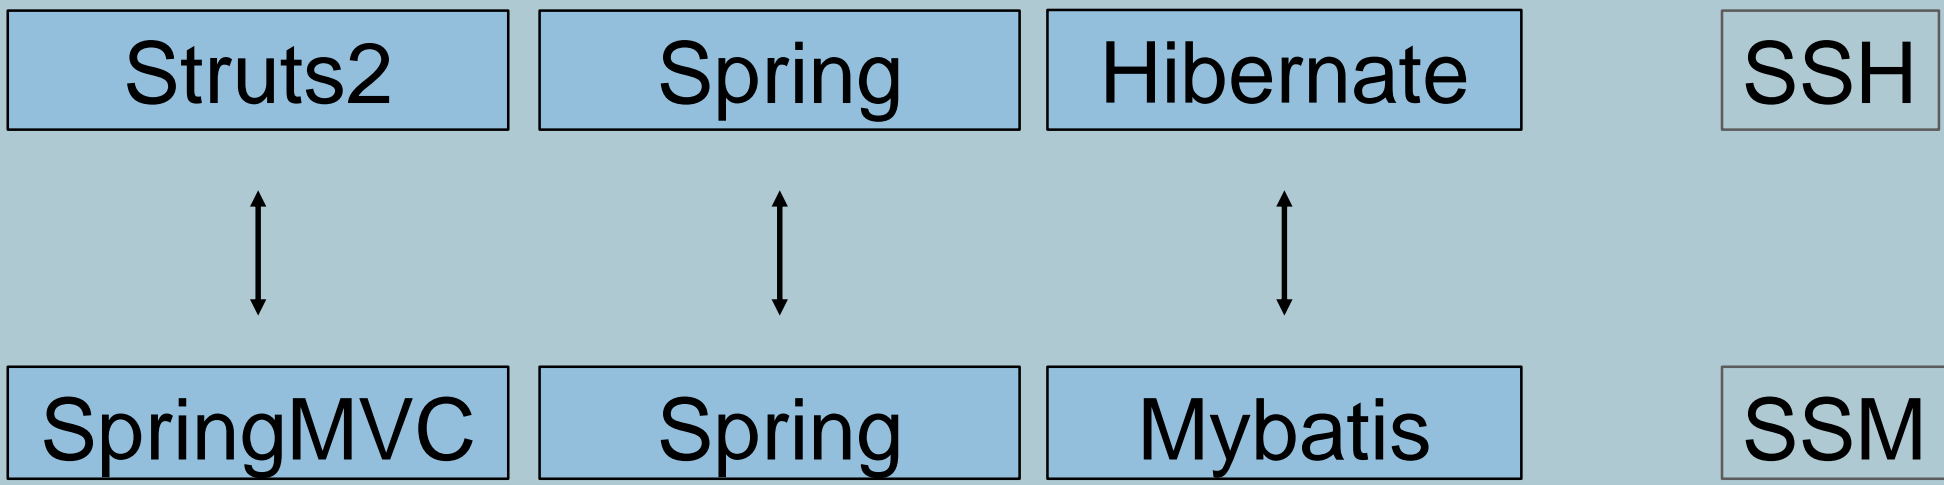 Struts2 Spring Hibernate SSH
SpringMVC Spring Mybatis SSM